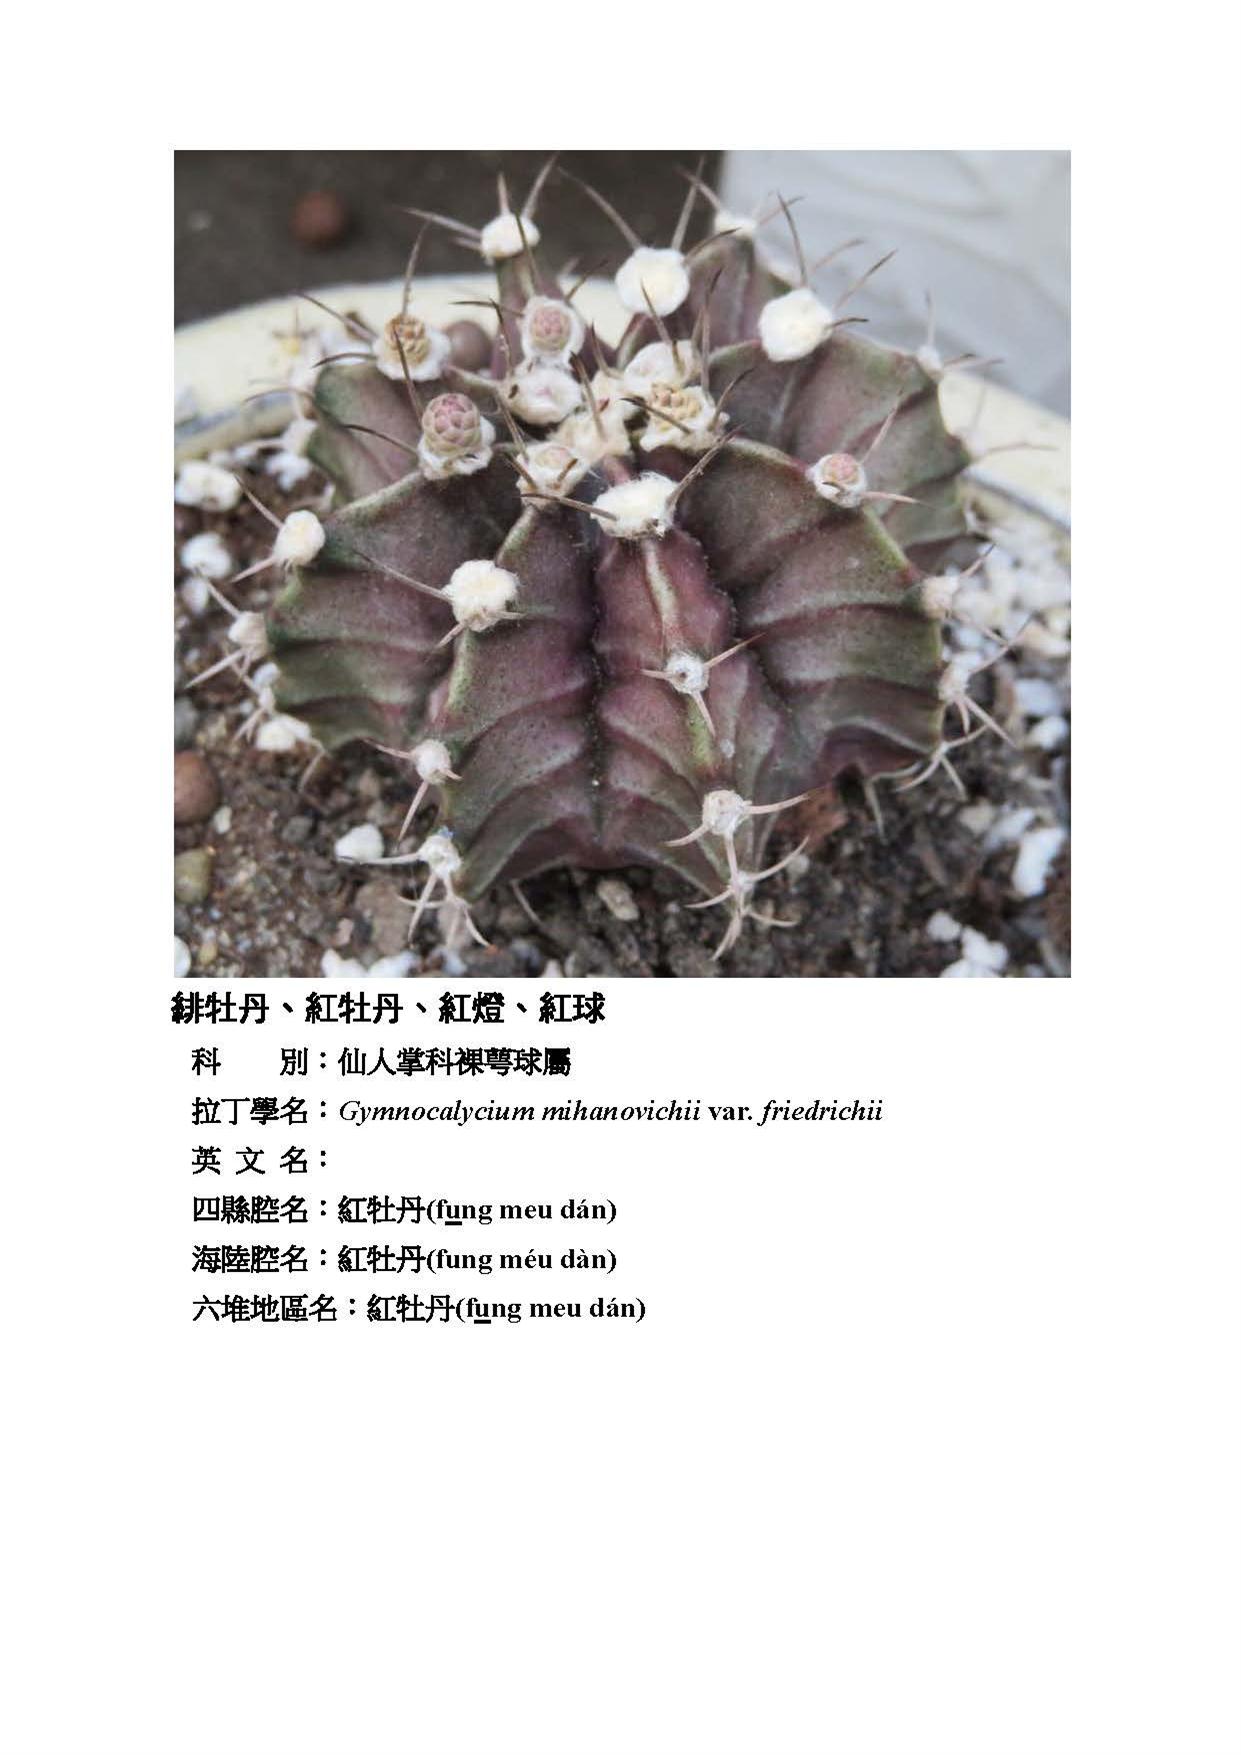 緋牡丹、紅牡丹、紅燈、紅球
科　　別：仙人掌科裸萼球屬
拉丁學名：Gymnocalycium mihanovichii var. friedrichii
英 文 名：
四縣腔名：紅牡丹(fung meu dán)
海陸腔名：紅牡丹(fung méu dàn)
六堆地區名：紅牡丹(fung meu dán)